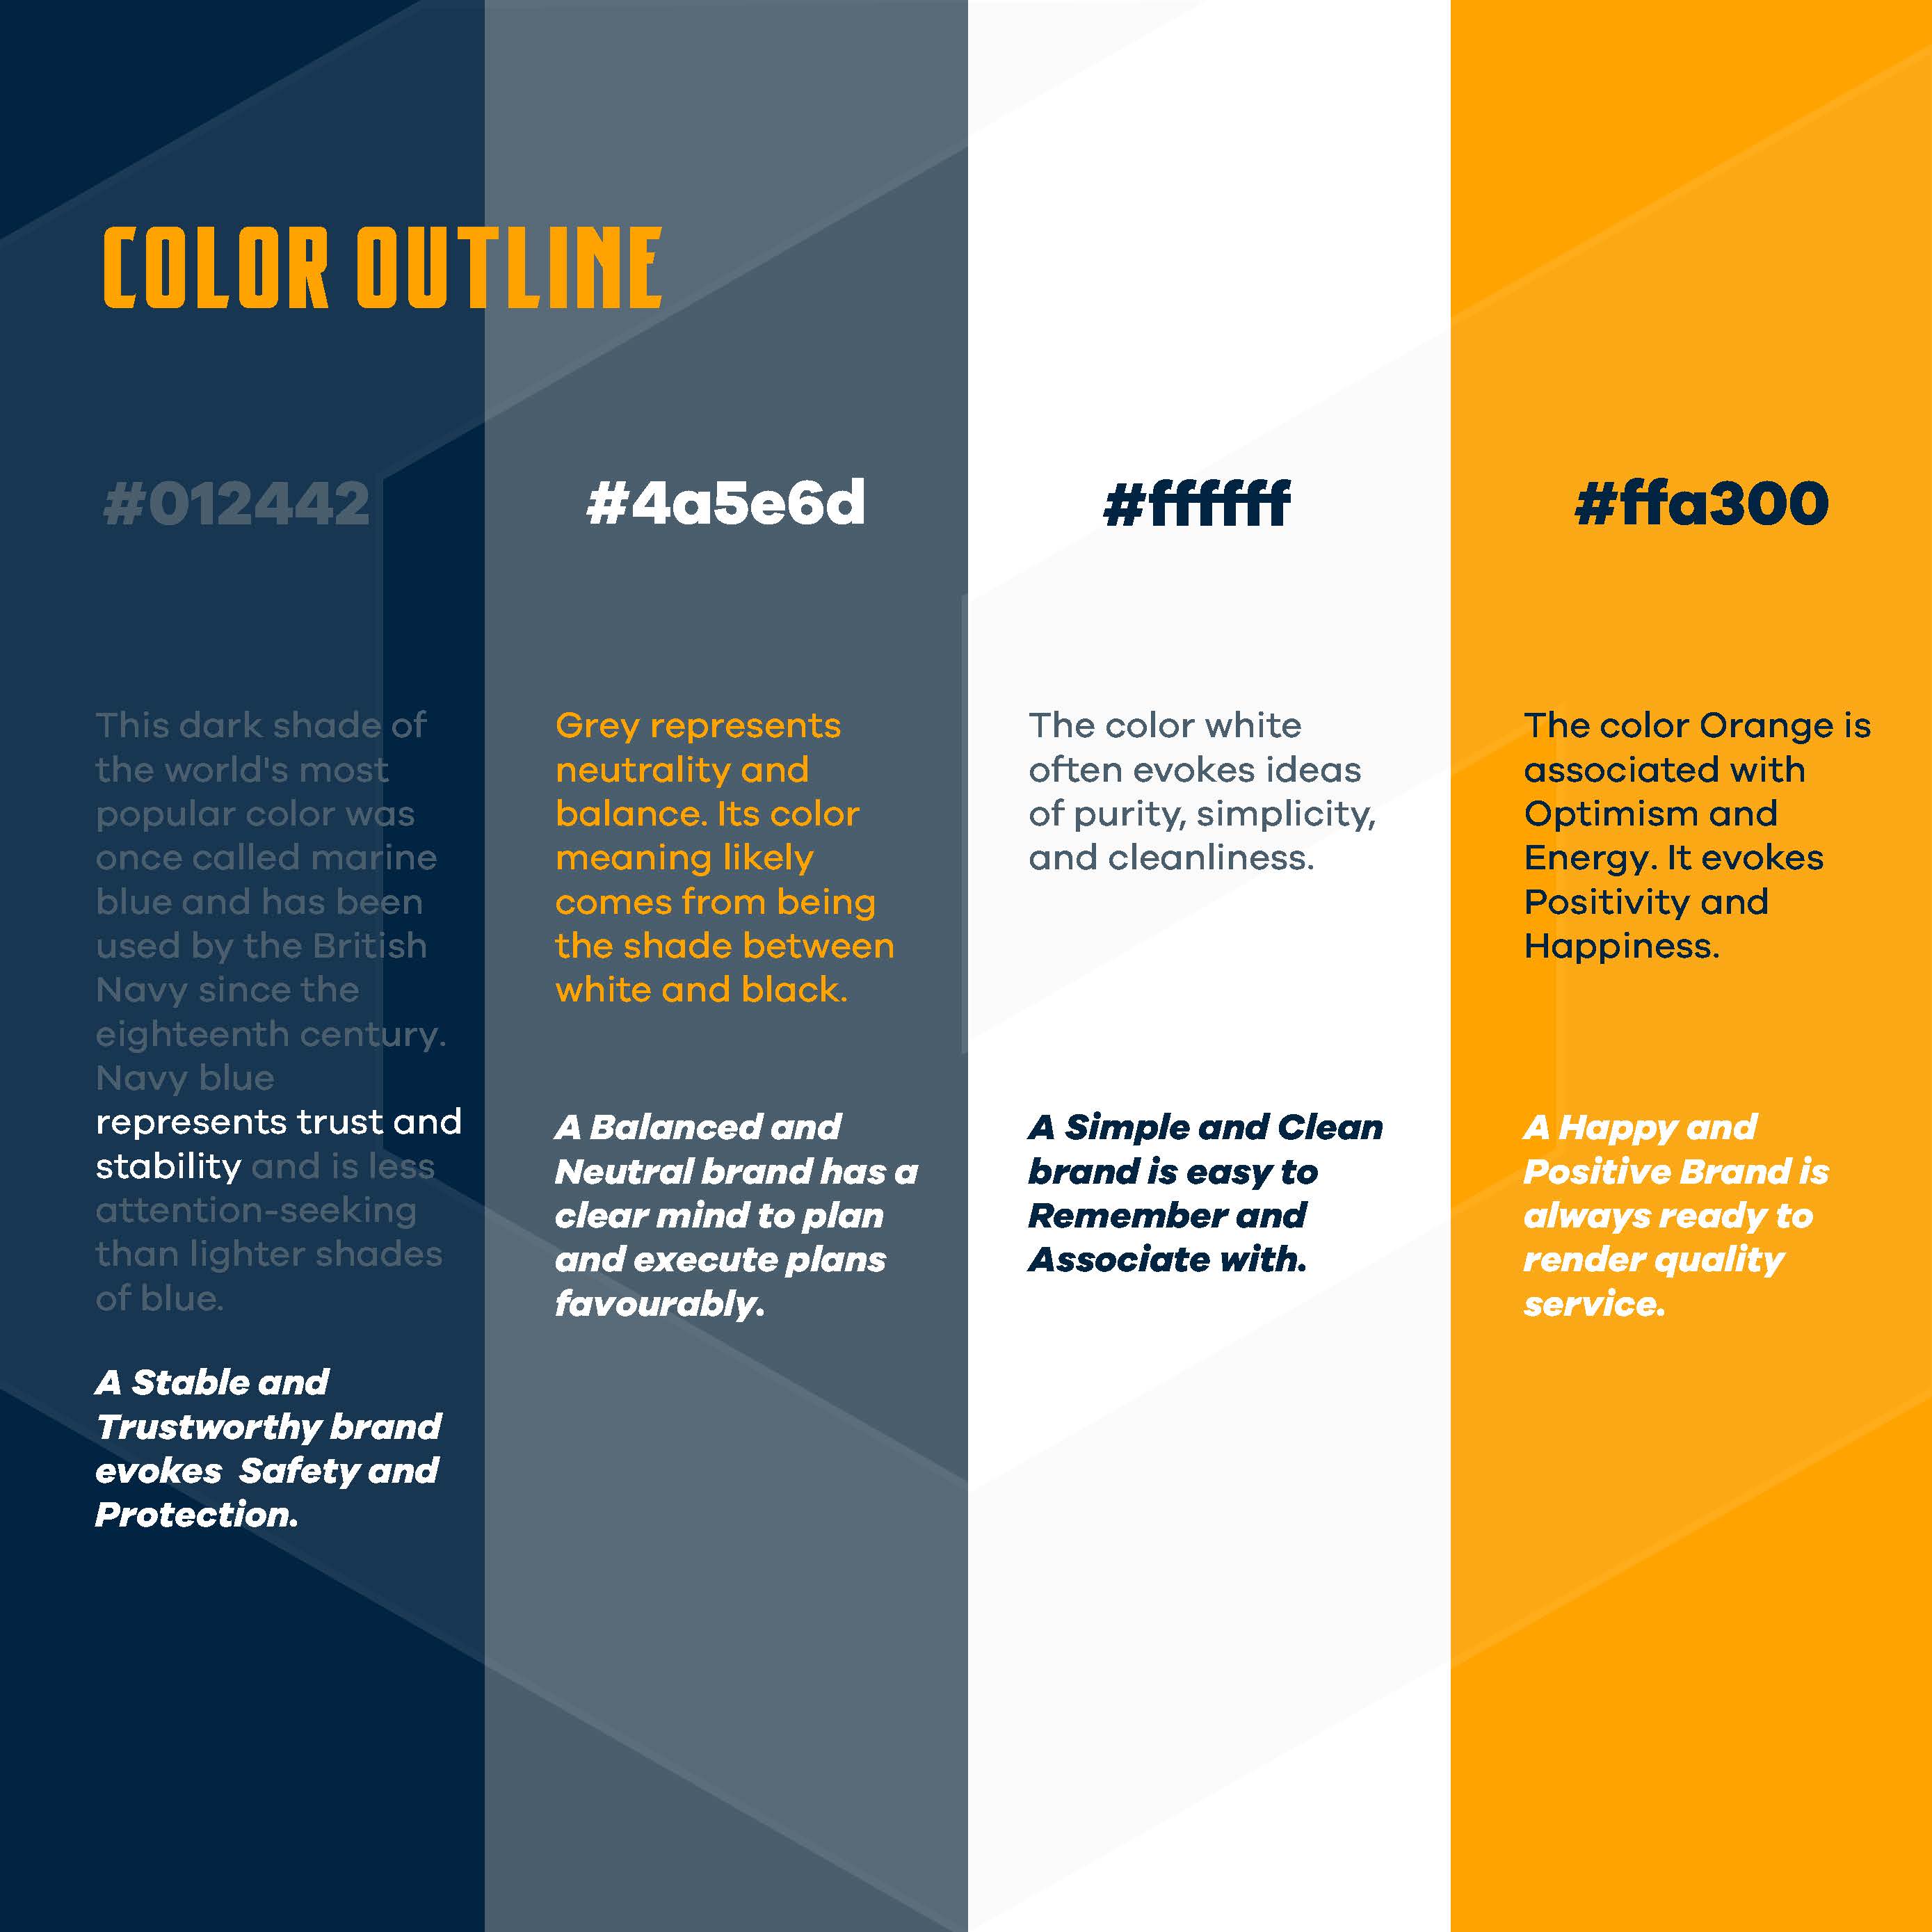 COLOR OUTLINE
#012442
This dark shade of
the world's most
popular color was
once called marine
blue and has been
used by the British
Navy since the
eighteenth century.
Navy blue
represents trust and
stability and is less
attention-seeking
than lighter shades
of blue.
A Stable and
Trustworthy brand
evokes  Safety and
Protection.
#4a5e6d
Grey represents
neutrality and
balance. Its color
meaning likely
comes from being
the shade between
white and black.
A Balanced and
Neutral brand has a
clear mind to plan
and execute plans
favourably.
#ffffff
The color white
often evokes ideas
of purity, simplicity,
and cleanliness.
A Simple and Clean
brand is easy to
Remember and
Associate with.
#ffa300
The color Orange is
associated with
Optimism and
Energy. It evokes
Positivity and
Happiness.
A Happy and
Positive Brand is
always ready to
render quality
service.